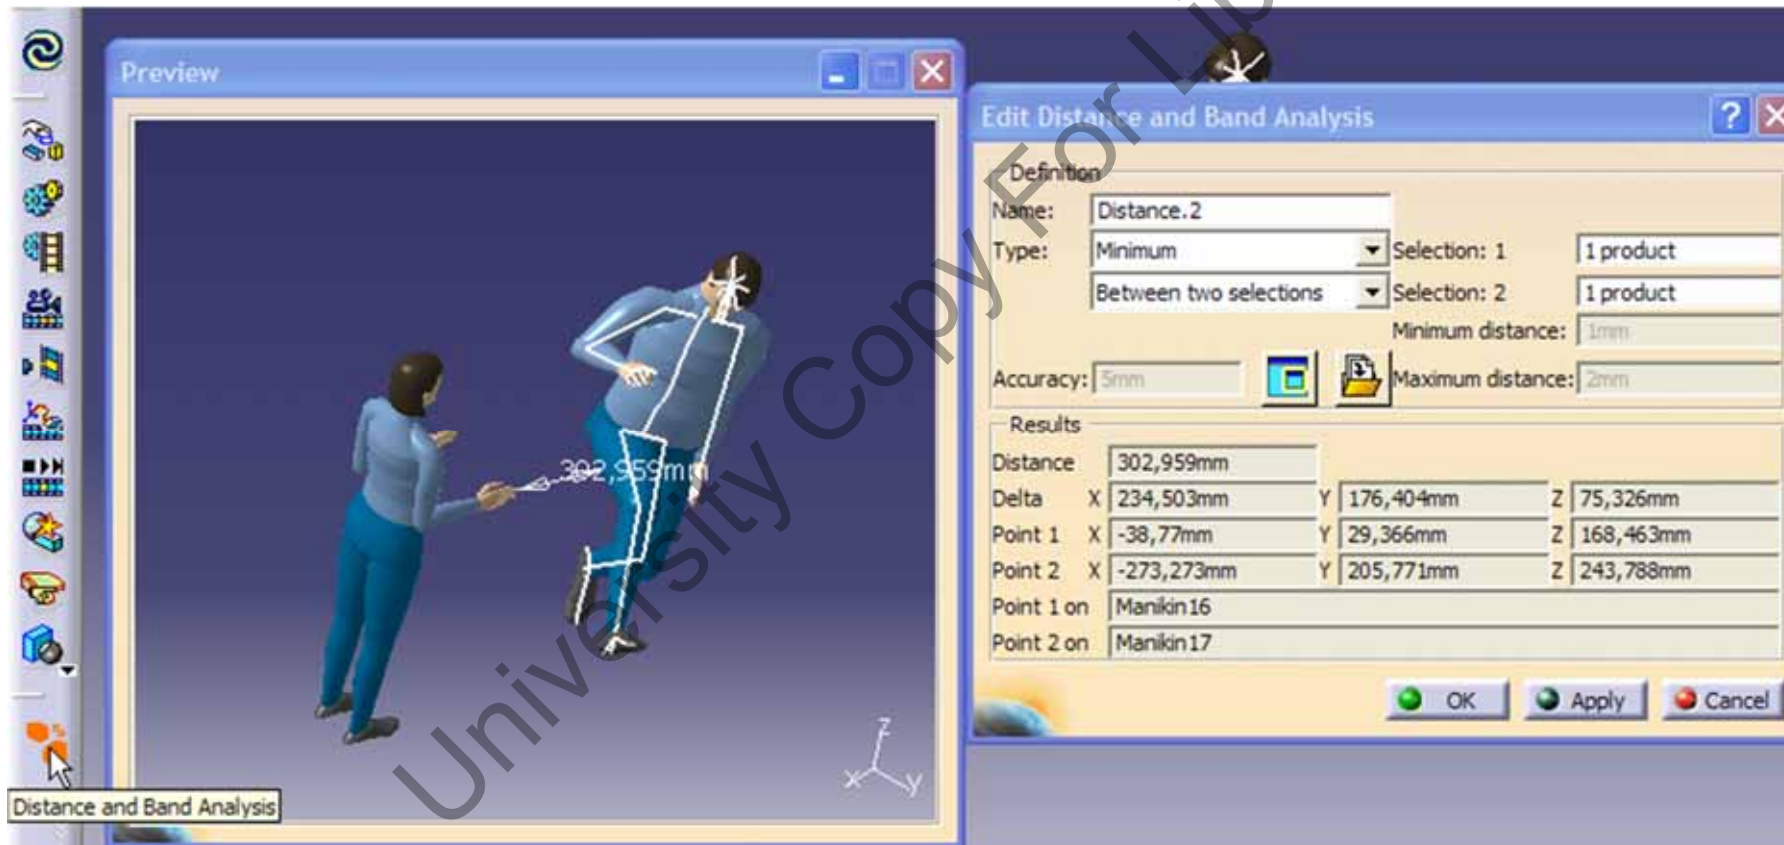 Preview
302,959mm
Z
X
Y
Distance and Band Analysis
Edit Distance and Band Analysis
Definition
Name: Distance.2
Type: Minimum Selection: 1 1 product
Between two selections Selection: 2 1 product
Minimum distance: 1mm
Accuracy: 5mm Maximum distance: 2mm
Results
Distance 302,959mm
Delta X 234,503mm Y 176,404mm Z 75,326mm
Point 1 X -38,77mm Y 29,366mm Z 168,463mm
Point 2 X -273,273mm Y 205,771mm Z 243,788mm
Point 1 on Manikin16
Point 2 on Manikin17
OK Apply Cancel
University Copy For